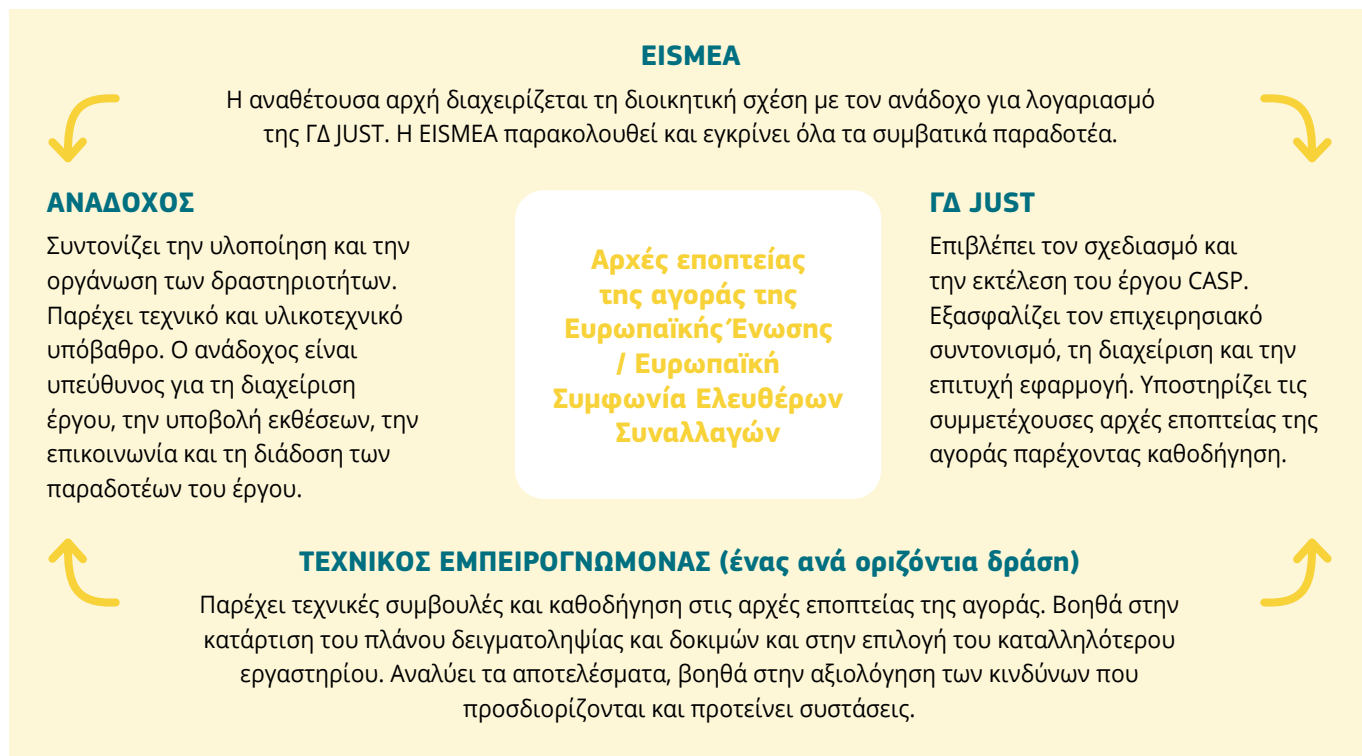 EISMEA
Η αναθέτουσα αρχή διαχειρίζεται τη διοικητική σχέση με τον ανάδοχο για λογαριασμό
της ΓΔ JUST. Η EISMEA παρακολουθεί και εγκρίνει όλα τα συμβατικά παραδοτέα.
ΑΝΑΔΟΧΟΣ
Συντονίζει την υλοποίηση και την
οργάνωση των δραστηριοτήτων.
Παρέχει τεχνικό και υλικοτεχνικό
υπόβαθρο. Ο ανάδοχος είναι
υπεύθυνος για τη διαχείριση
έργου, την υποβολή εκθέσεων, την
επικοινωνία και τη διάδοση των
παραδοτέων του έργου.
Αρχές εποπτείας
της αγοράς της
Ευρωπαϊκής Ένωσης
/ Ευρωπαϊκή
Συμφωνία Ελευθέρων
Συναλλαγών
ΓΔ JUST
Επιβλέπει τον σχεδιασμό και
την εκτέλεση του έργου CASP.
Εξασφαλίζει τον επιχειρησιακό
συντονισμό, τη διαχείριση και την
επιτυχή εφαρμογή. Υποστηρίζει τις
συμμετέχουσες αρχές εποπτείας της
αγοράς παρέχοντας καθοδήγηση.
ΤΕΧΝΙΚΟΣ ΕΜΠΕΙΡΟΓΝΩΜΟΝΑΣ (ένας ανά οριζόντια δράση)
Παρέχει τεχνικές συμβουλές και καθοδήγηση στις αρχές εποπτείας της αγοράς. Βοηθά στην
κατάρτιση του πλάνου δειγματοληψίας και δοκιμών και στην επιλογή του καταλληλότερου
εργαστηρίου. Αναλύει τα αποτελέσματα, βοηθά στην αξιολόγηση των κινδύνων που
προσδιορίζονται και προτείνει συστάσεις.